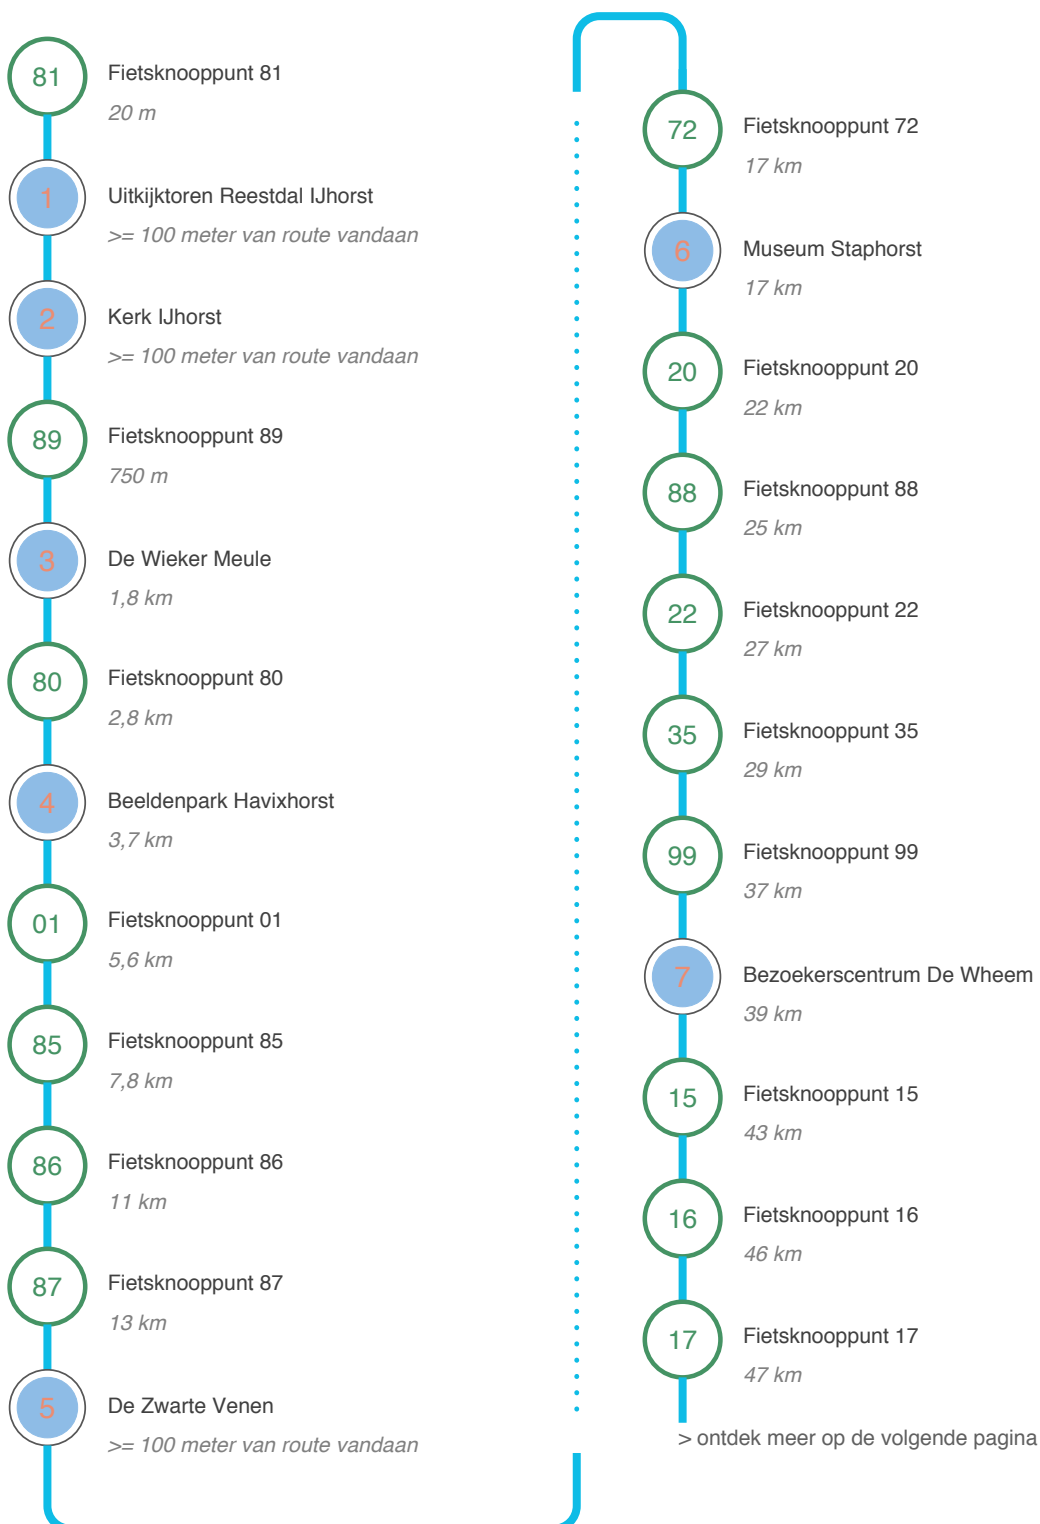 81
Fietsknooppunt 81
20 m
1
Uitkijktoren Reestdal IJhorst
>= 100 meter van route vandaan
2
Kerk IJhorst
>= 100 meter van route vandaan
89
Fietsknooppunt 89
750 m
3
De Wieker Meule
1,8 km
80
Fietsknooppunt 80
2,8 km
4
Beeldenpark Havixhorst
3,7 km
01
Fietsknooppunt 01
5,6 km
85
Fietsknooppunt 85
7,8 km
86
Fietsknooppunt 86
11 km
87
Fietsknooppunt 87
13 km
5
De Zwarte Venen
>= 100 meter van route vandaan
72
Fietsknooppunt 72
17 km
6
Museum Staphorst
17 km
20
Fietsknooppunt 20
22 km
88
Fietsknooppunt 88
25 km
22
Fietsknooppunt 22
27 km
35
Fietsknooppunt 35
29 km
99
Fietsknooppunt 99
37 km
7
Bezoekerscentrum De Wheem
39 km
15
Fietsknooppunt 15
43 km
16
Fietsknooppunt 16
46 km
17
Fietsknooppunt 17
47 km
> ontdek meer op de volgende pagina